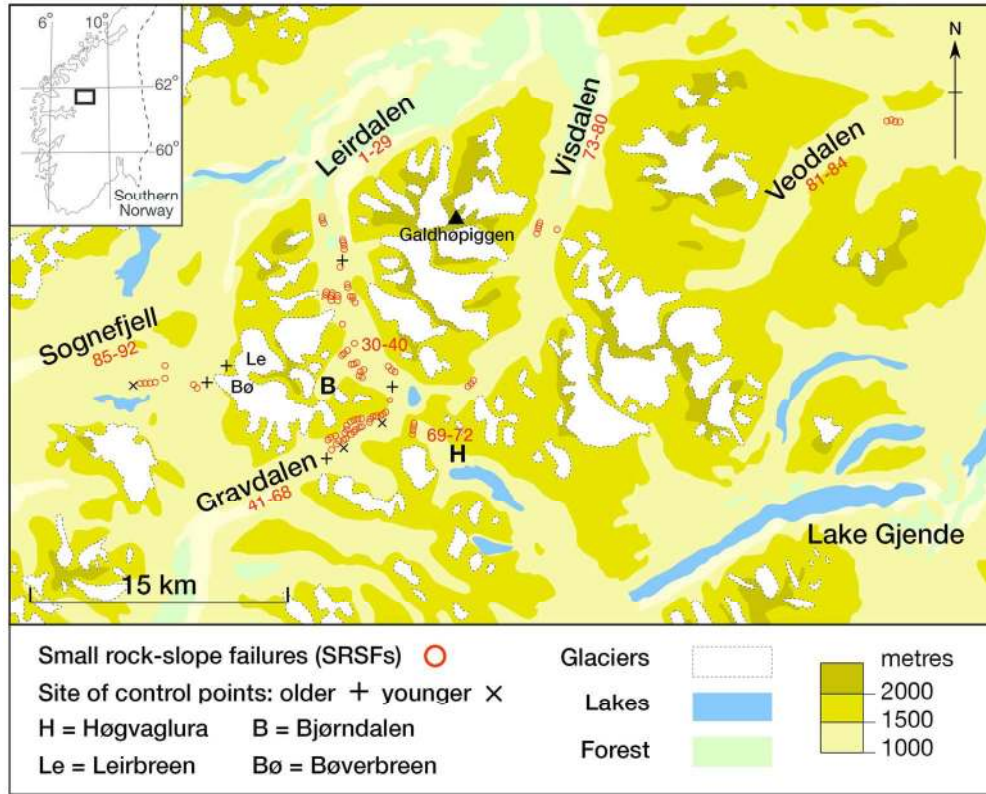 6° 10°
62°
60°
Southern
Norway
N
Leirdalen
1-29
Visdalen
73-80
Veodalen
81-84
Galdhøpiggen
Sognefjell
85-92
Le
Bø
B
30-40
69-72
H
Gravdalen
41-68
Lake Gjende
15 km
Small rock-slope failures (SRSFs)
Site of control points: older + younger ×
H = Høgvaglura B = Bjørndalen
Le = Leirbreen Bø = Bøverbreen
Glaciers
Lakes
Forest
metres
2000
1500
1000